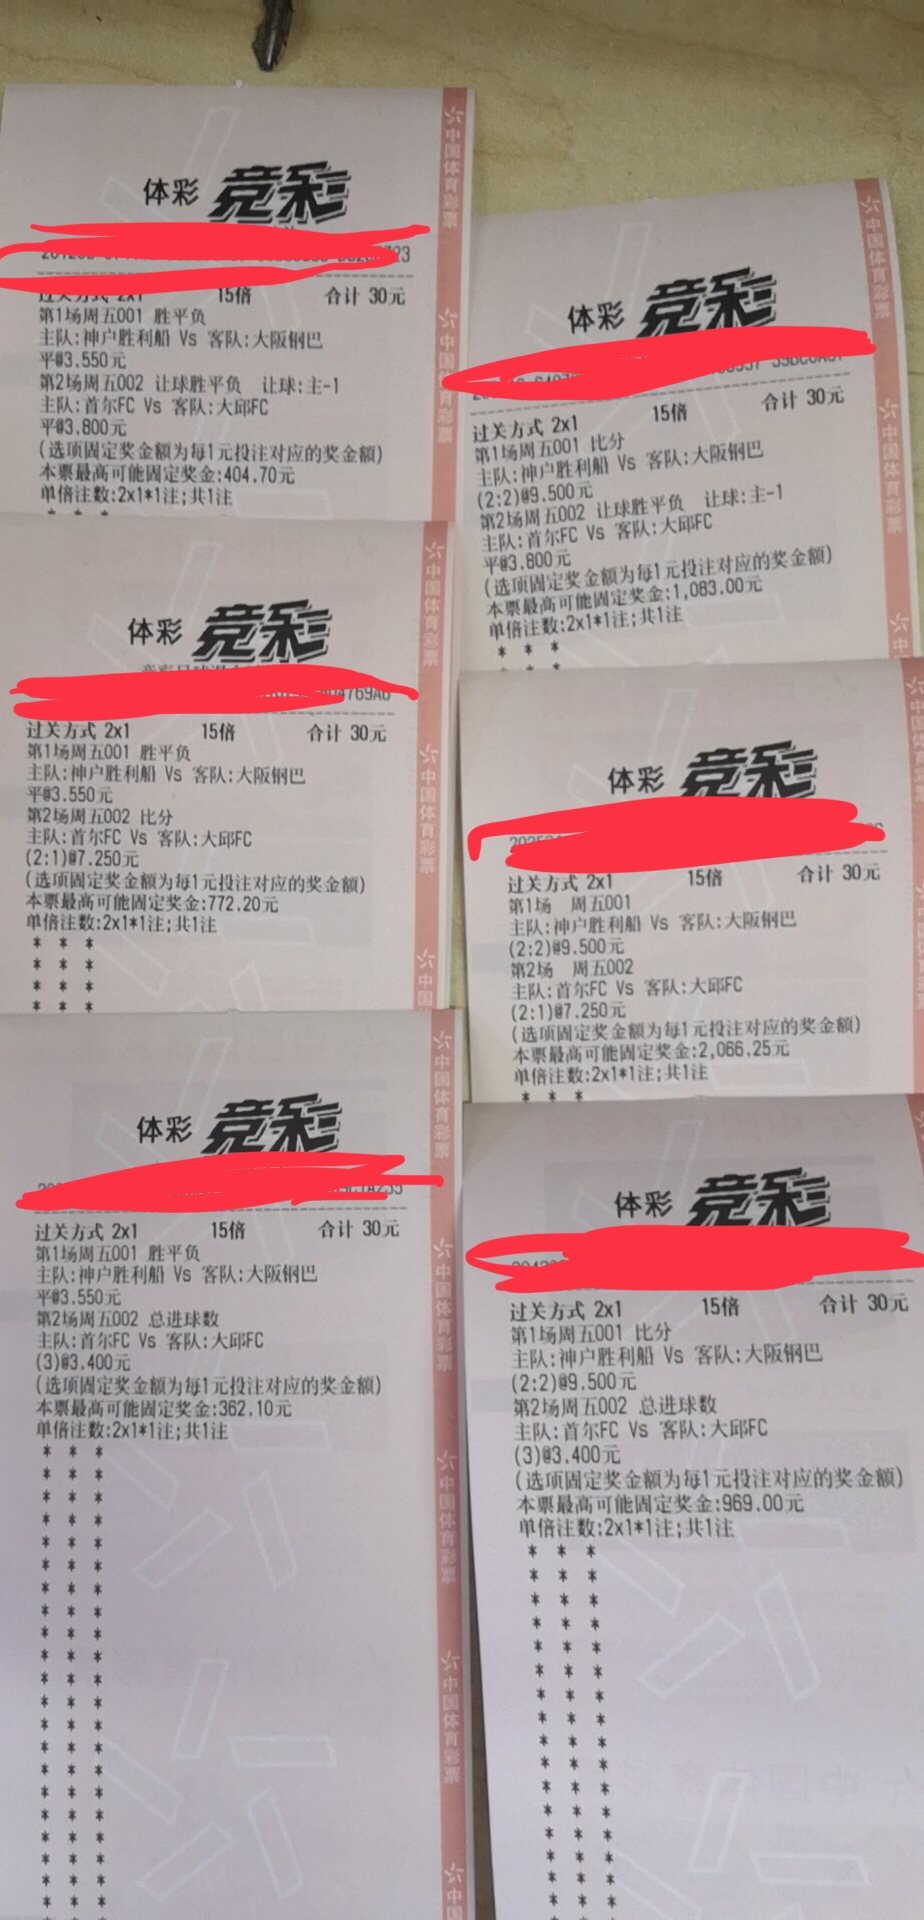 体彩 竞彩
过关方式 2x1 15倍 合计 30元
第1场周五001 胜平负
主队:神户胜利船 Vs 客队:大阪钢巴
平@3.550元
第2场周五002 让球胜平负 让球:主-1
主队:首尔FC Vs 客队:大邱FC
平@3.800元
(选项固定奖金额为每1元投注对应的奖金额)
本票最高可能固定奖金:404.70元
单倍注数:2x1*1注;共1注
* * *
中国体育彩票
体彩 竞彩
过关方式 2x1 15倍 合计 30元
第1场周五001 比分
主队:神户胜利船 Vs 客队:大阪钢巴
(2:2)@9.500元
第2场周五002 让球胜平负 让球:主-1
主队:首尔FC Vs 客队:大邱FC
平@3.800元
(选项固定奖金额为每1元投注对应的奖金额)
本票最高可能固定奖金:1,083.00元
单倍注数:2x1*1注;共1注
* * *
中国体育彩票
体彩 竞彩
过关方式 2x1 15倍 合计 30元
第1场周五001 胜平负
主队:神户胜利船 Vs 客队:大阪钢巴
平@3.550元
第2场周五002 比分
主队:首尔FC Vs 客队:大邱FC
(2:1)@7.250元
(选项固定奖金额为每1元投注对应的奖金额)
本票最高可能固定奖金:772.20元
单倍注数:2x1*1注;共1注
* * *
* * *
* * *
* * *
中国体育彩票
体彩 竞彩
过关方式 2x1 15倍 合计 30元
第1场 周五001
主队:神户胜利船 Vs 客队:大阪钢巴
(2:2)@9.500元
第2场 周五002
主队:首尔FC Vs 客队:大邱FC
(2:1)@7.250元
(选项固定奖金额为每1元投注对应的奖金额)
本票最高可能固定奖金:2,066.25元
单倍注数:2x1*1注;共1注
* * *
中国体育彩票
体彩 竞彩
过关方式 2x1 15倍 合计 30元
第1场周五001 胜平负
主队:神户胜利船 Vs 客队:大阪钢巴
平@3.550元
第2场周五002 总进球数
主队:首尔FC Vs 客队:大邱FC
(3)@3.400元
(选项固定奖金额为每1元投注对应的奖金额)
本票最高可能固定奖金:362.10元
单倍注数:2x1*1注;共1注
中国体育彩票
体彩 竞彩
过关方式 2x1 15倍 合计 30元
第1场周五001 比分
主队:神户胜利船 Vs 客队:大阪钢巴
(2:2)@9.500元
第2场周五002 总进球数
主队:首尔FC Vs 客队:大邱FC
(3)@3.400元
(选项固定奖金额为每1元投注对应的奖金额)
本票最高可能固定奖金:969.00元
单倍注数:2x1*1注;共1注